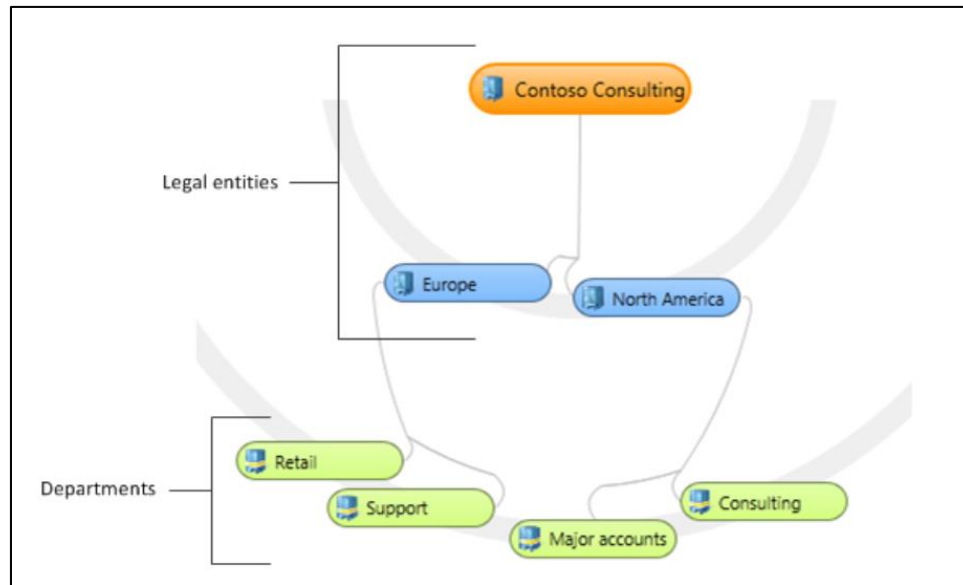 Contoso Consulting
Legal entities
Europe
North America
Retail
Departments
Support
Consulting
Major accounts